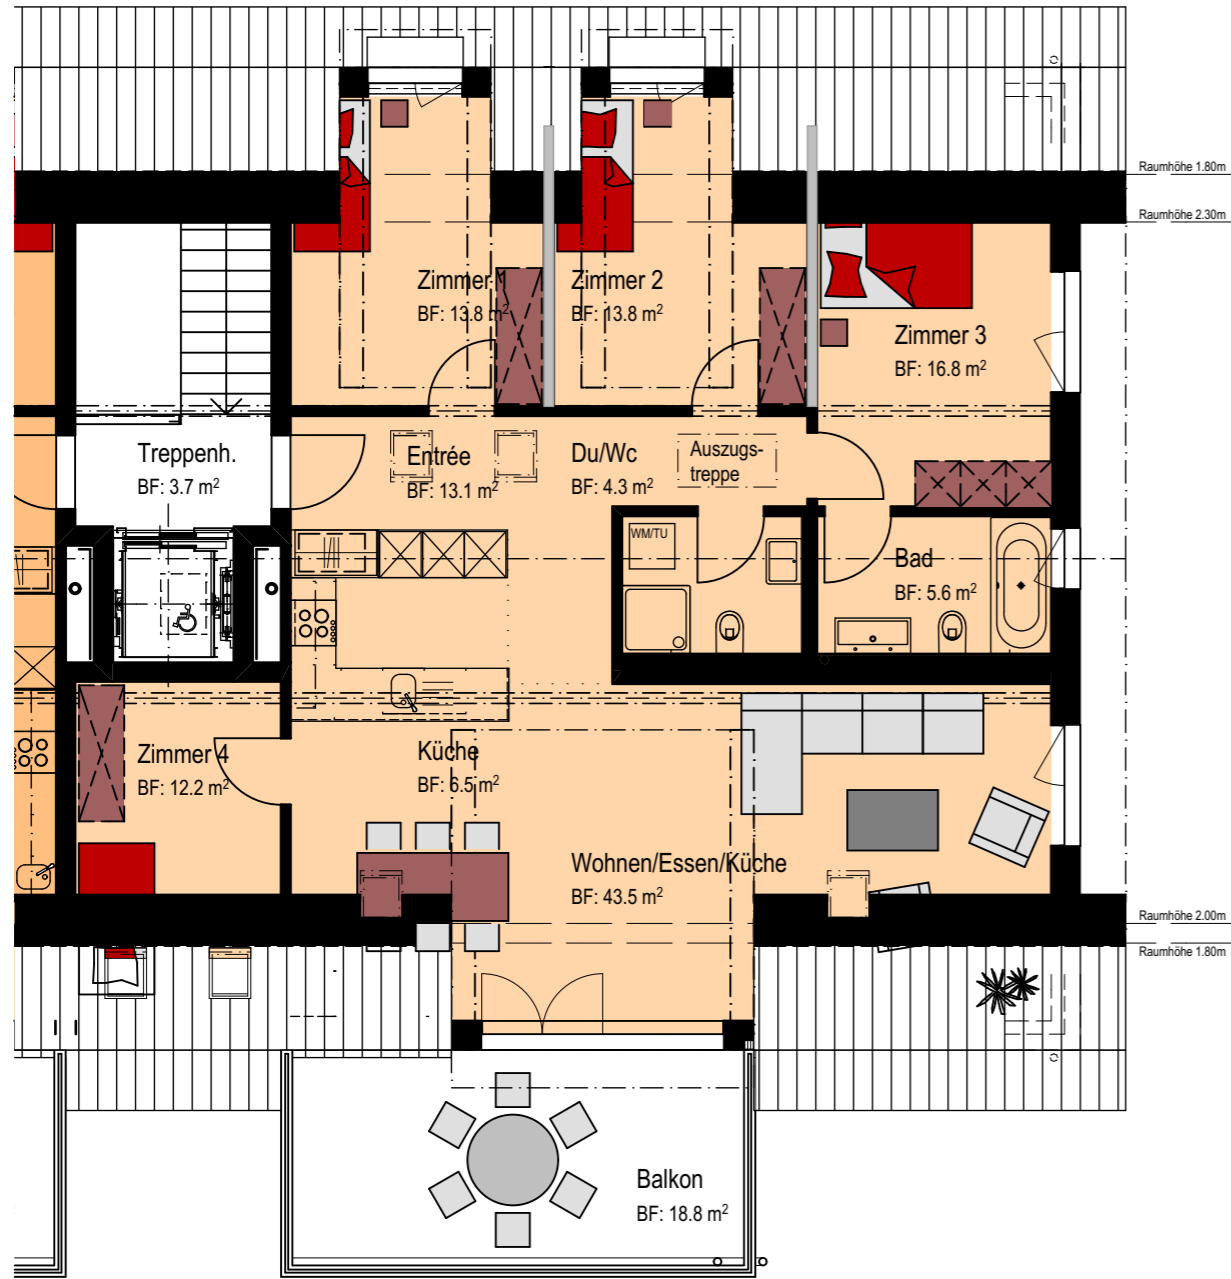 Raumhöhe 1.80m
Raumhöhe 2.30m
Zimmer 1
BF: 13.8 m²
Zimmer 2
BF: 13.8 m²
Zimmer 3
BF: 16.8 m²
Treppenh.
BF: 3.7 m²
Entrée
BF: 13.1 m²
Du/Wc
BF: 4.3 m²
Auszugs-
treppe
WM/TU
Bad
BF: 5.6 m²
Zimmer 4
BF: 12.2 m²
Küche
BF: 6.5 m²
Wohnen/Essen/Küche
BF: 43.5 m²
Raumhöhe 2.00m
Raumhöhe 1.80m
Balkon
BF: 18.8 m²